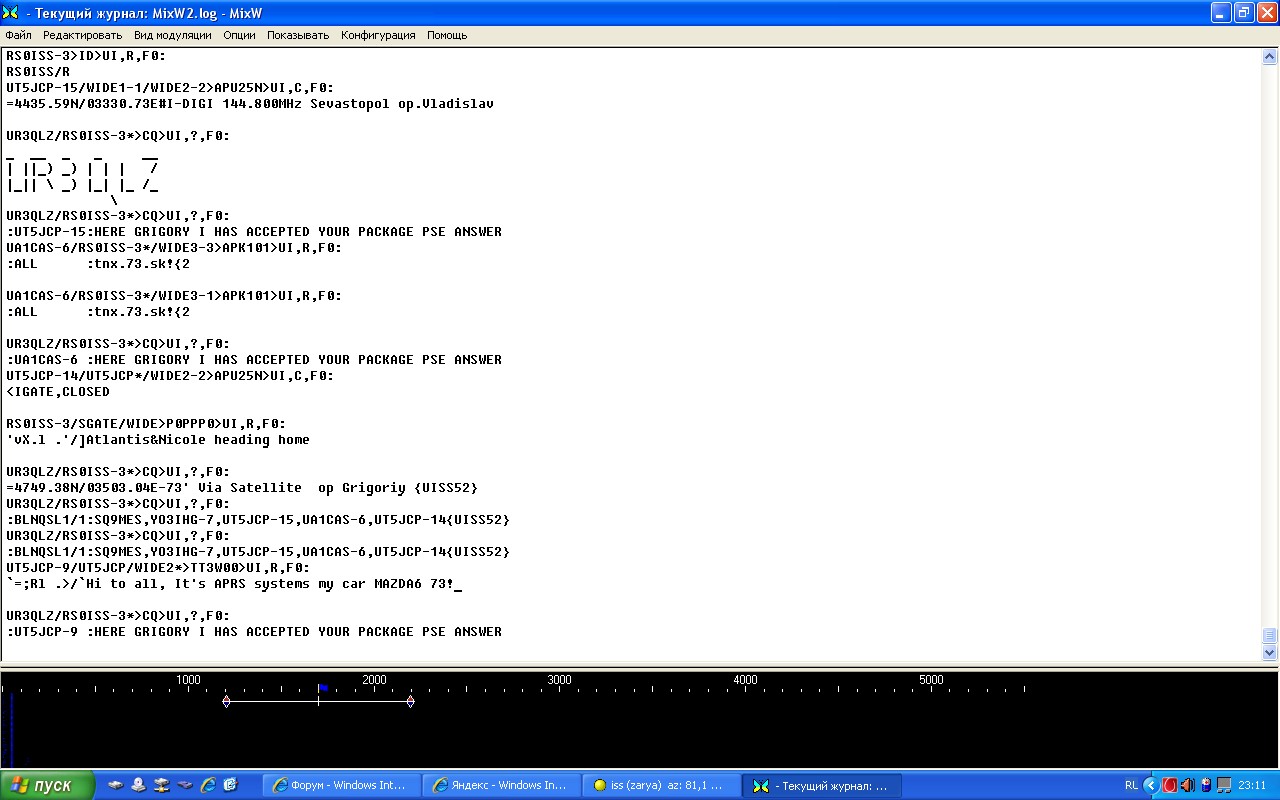 - Текущий журнал: MixW2.log - MixW
Файл Редактировать Вид модуляции Опции Показывать Конфигурация Помощь
RS0ISS-3>ID>UI,R,F0:
RS0ISS/R
UT5JCP-15/WIDE1-1/WIDE2-2>APU25N>UI,C,F0:
=4435.59N/03330.73E#I-DIGI 144.800MHz Sevastopol op.Vladislav
UR3QLZ/RS0ISS-3*>CQ>UI,?,F0:
UR3QLZ
UR3QLZ/RS0ISS-3*>CQ>UI,?,F0:
:UT5JCP-15:HERE GRIGORY I HAS ACCEPTED YOUR PACKAGE PSE ANSWER
UA1CAS-6/RS0ISS-3*/WIDE3-3>APK101>UI,R,F0:
:ALL      :tnx.73.sk!{2
UA1CAS-6/RS0ISS-3*/WIDE3-1>APK101>UI,R,F0:
:ALL      :tnx.73.sk!{2
UR3QLZ/RS0ISS-3*>CQ>UI,?,F0:
:UA1CAS-6 :HERE GRIGORY I HAS ACCEPTED YOUR PACKAGE PSE ANSWER
UT5JCP-14/UT5JCP*/WIDE2-2>APU25N>UI,C,F0:
<IGATE,CLOSED
RS0ISS-3/SGATE/WIDE>P0PPP0>UI,R,F0:
'vX.l .'/]Atlantis&Nicole heading home
UR3QLZ/RS0ISS-3*>CQ>UI,?,F0:
=4749.38N/03503.04E-73' Via Satellite  op Grigoriy {UISS52}
UR3QLZ/RS0ISS-3*>CQ>UI,?,F0:
:BLNQSL1/1:SQ9MES,YO3IHG-7,UT5JCP-15,UA1CAS-6,UT5JCP-14{UISS52}
UR3QLZ/RS0ISS-3*>CQ>UI,?,F0:
:BLNQSL1/1:SQ9MES,YO3IHG-7,UT5JCP-15,UA1CAS-6,UT5JCP-14{UISS52}
UT5JCP-9/UT5JCP/WIDE2*>TT3W00>UI,R,F0:
`=;Rl .>/`Hi to all, It's APRS systems my car MAZDA6 73!_
UR3QLZ/RS0ISS-3*>CQ>UI,?,F0:
:UT5JCP-9 :HERE GRIGORY I HAS ACCEPTED YOUR PACKAGE PSE ANSWER
1000 2000 3000 4000 5000
пуск Форум - Windows Int... Яндекс - Windows In... iss (zarya) az: 81,1 ... - Текущий журнал: ... RL 23:11